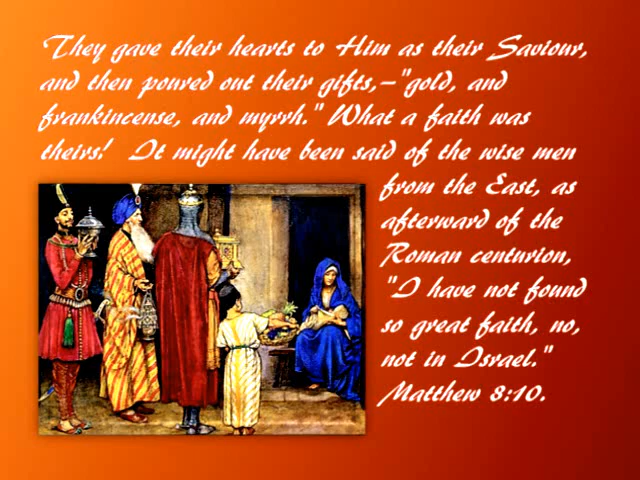 They gave their hearts to Him as their Saviour,
and then poured out their gifts,—"gold, and
frankincense, and myrrh." What a faith was
theirs! It might have been said of the wise men
from the East, as
afterward of the
Roman centurion,
"I have not found
so great faith, no,
not in Israel."
Matthew 8:10.